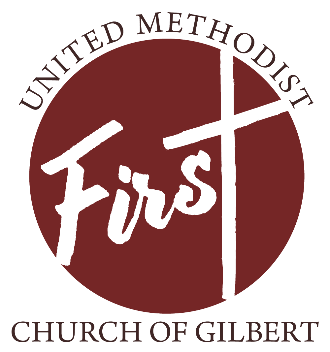 UNITED METHODIST
First
CHURCH OF GILBERT